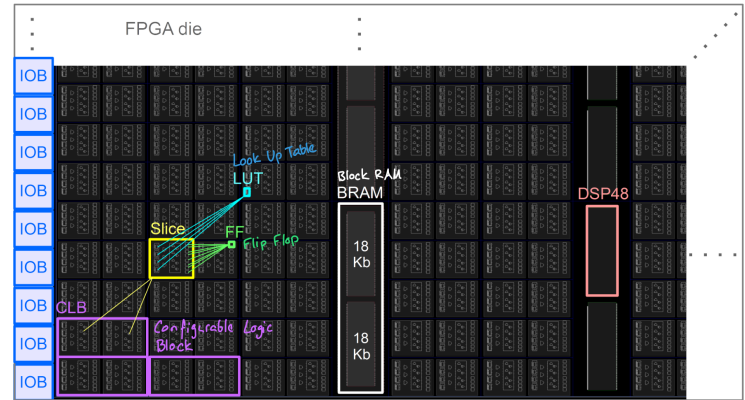 FPGA die
IOB
IOB
IOB
IOB
IOB
IOB
IOB
IOB
IOB
Look Up Table
LUT
Block RAM
BRAM
DSP48
Slice
FF
Flip Flop
18
Kb
CLB
Configurable Logic
Block
18
Kb